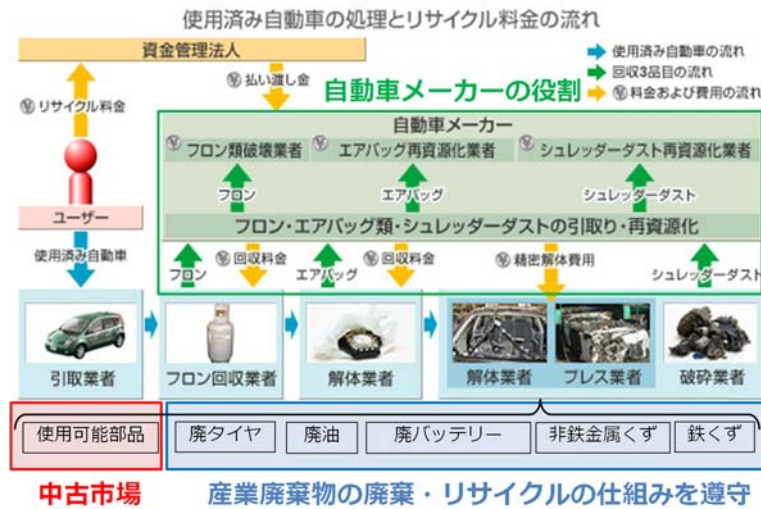 使用済み自動車の処理とリサイクル料金の流れ
資金管理法人
使用済み自動車の流れ
回収3品目の流れ
¥ 料金および費用の流れ
¥ リサイクル料金
¥ 払い渡し金
自動車メーカーの役割
自動車メーカー
¥ フロン類破壊業者
¥ エアバッグ再資源化業者
¥ シュレッダーダスト再資源化業者
フロン
エアバッグ
シュレッダーダスト
ユーザー
フロン・エアバッグ類・シュレッダーダストの引取り・再資源化
使用済み自動車
フロン
¥ 回収料金
エアバッグ
¥ 回収料金
¥ 精密解体費用
シュレッダーダスト
引取業者
フロン回収業者
解体業者
解体業者
プレス業者
破砕業者
使用可能部品
廃タイヤ
廃油
廃バッテリー
非鉄金属くず
鉄くず
中古市場
産業廃棄物の廃棄・リサイクルの仕組みを遵守